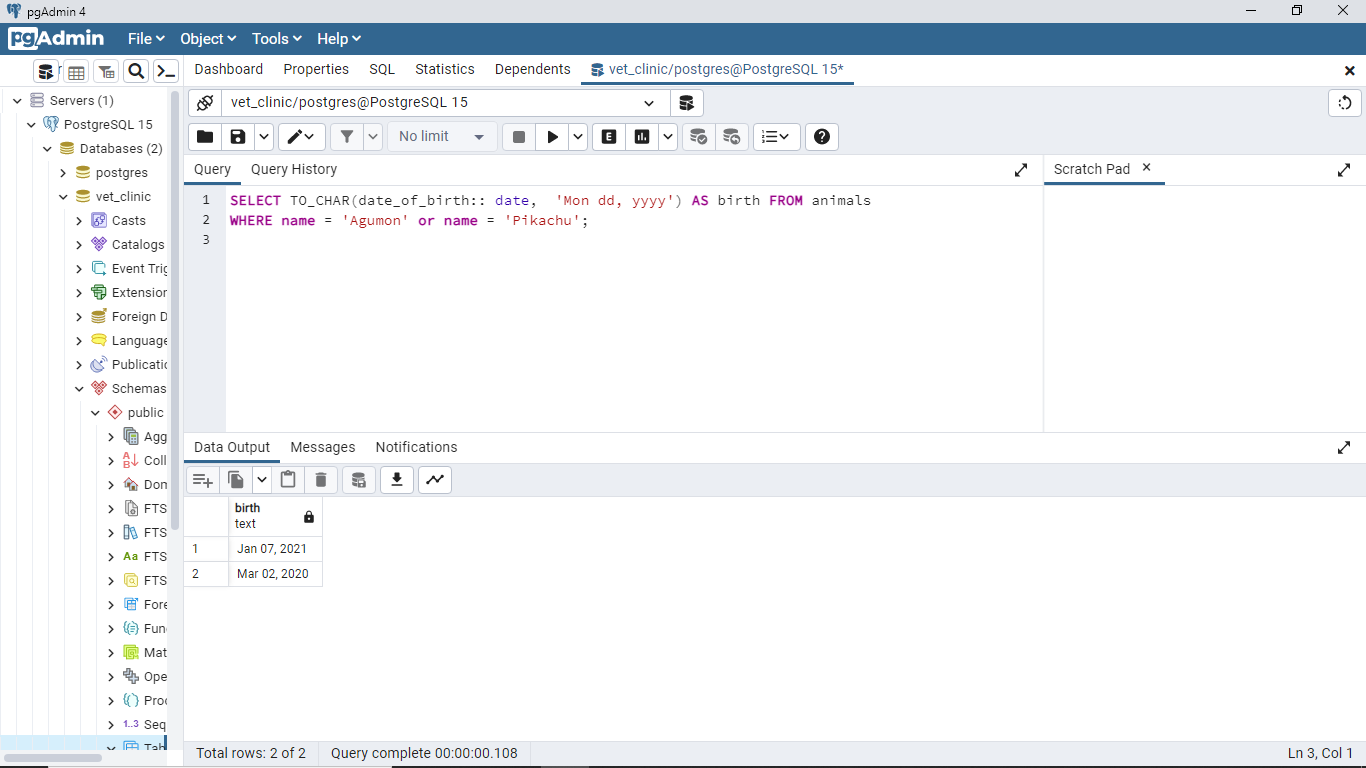 pgAdmin 4
pgAdmin
File Object Tools Help
Dashboard Properties SQL Statistics Dependents vet_clinic/postgres@PostgreSQL 15*
Servers (1)
PostgreSQL 15
Databases (2)
postgres
vet_clinic
Casts
Catalogs
Event Trig
Extension
Foreign D
Language
Publicatic
Schemas
public
Agg
Coll
Dom
FTS
FTS
Aa FTS
FTS
Fore
Fun
Mat
Ope
Proc
1..3 Seq
Tab
vet_clinic/postgres@PostgreSQL 15
No limit
E
Query Query History
Scratch Pad
1 SELECT TO_CHAR(date_of_birth:: date,  'Mon dd, yyyy') AS birth FROM animals
2 WHERE name = 'Agumon' or name = 'Pikachu';
3
Data Output Messages Notifications
birth
text
1 Jan 07, 2021
2 Mar 02, 2020
Total rows: 2 of 2 Query complete 00:00:00.108 Ln 3, Col 1